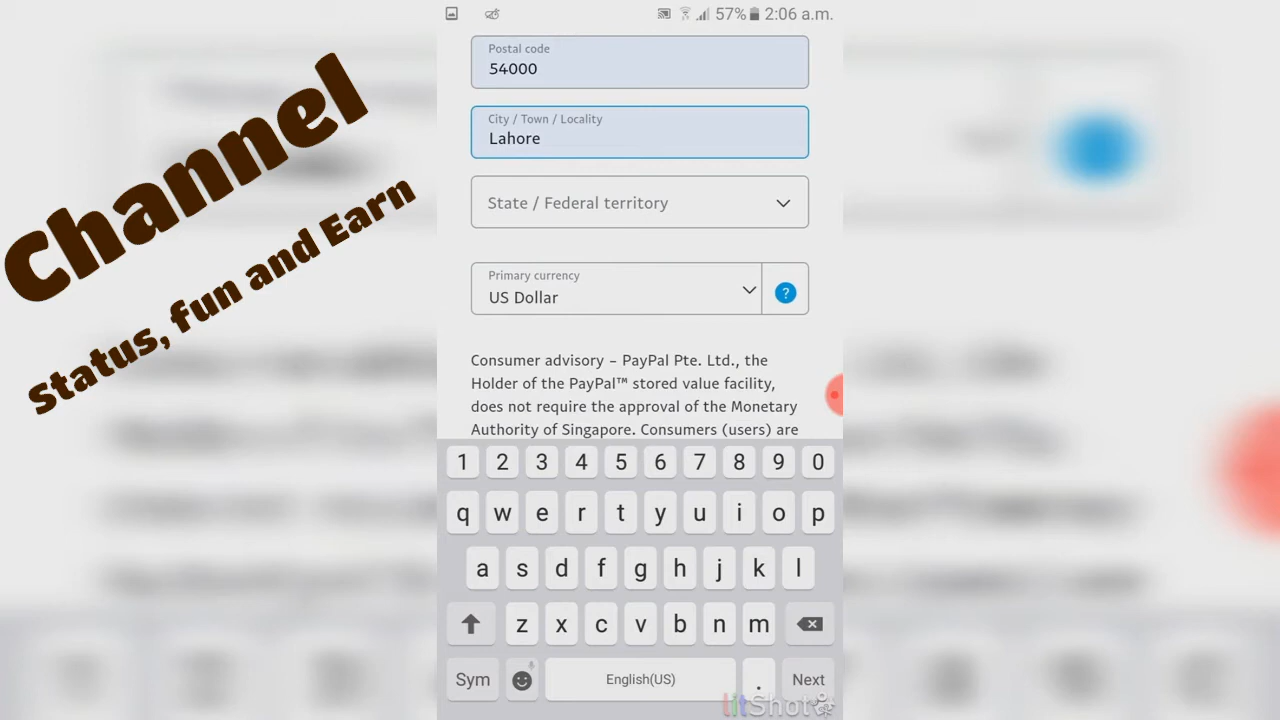 Channel
Status, fun and Earn
57% 2:06 a.m.
Postal code
54000
City / Town / Locality
Lahore
State / Federal territory
Primary currency
US Dollar
?
Consumer advisory – PayPal Pte. Ltd., the
Holder of the PayPal™ stored value facility,
does not require the approval of the Monetary
Authority of Singapore. Consumers (users) are
1 2 3 4 5 6 7 8 9 0
q w e r t y u i o p
a s d f g h j k l
z x c v b n m
Sym English(US) . Next
litShot